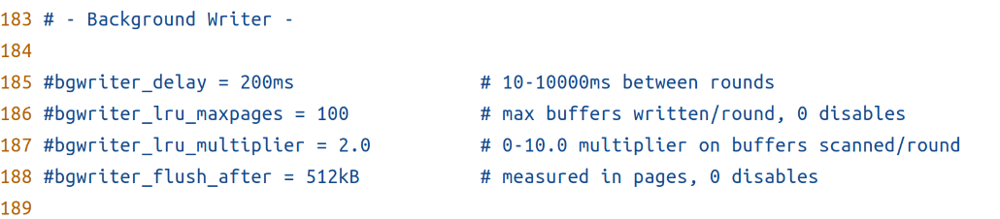 183 # - Background Writer -
184
185 #bgwriter_delay = 200ms                 # 10-10000ms between rounds
186 #bgwriter_lru_maxpages = 100            # max buffers written/round, 0 disables
187 #bgwriter_lru_multiplier = 2.0          # 0-10.0 multiplier on buffers scanned/round
188 #bgwriter_flush_after = 512kB           # measured in pages, 0 disables
189